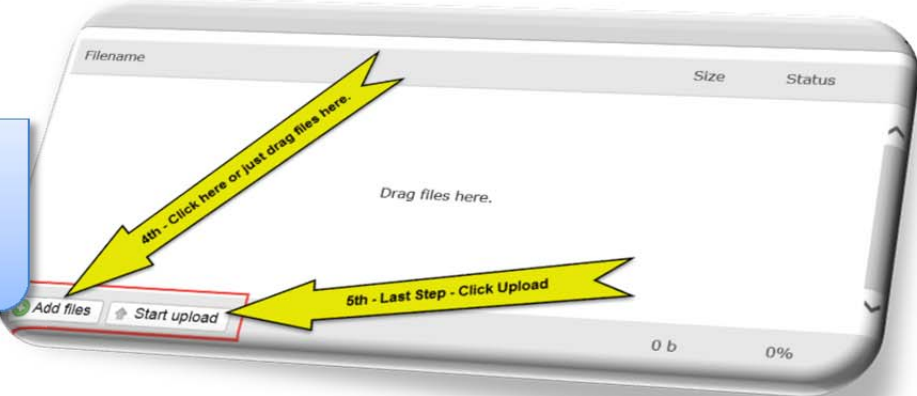 Filename Size Status
4th - Click here or just drag files here.
Drag files here.
5th - Last Step - Click Upload
Add files Start upload
0 b 0%